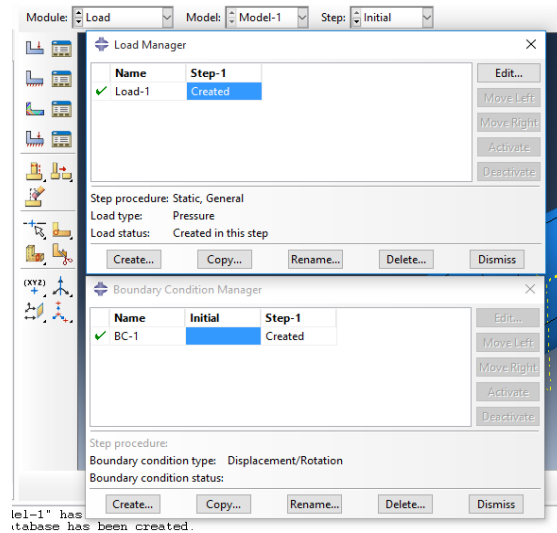 Module: Load Model: Model-1 Step: Initial
Load Manager
Name Step-1 Edit...
Load-1 Created
Move Left
Move Right
Activate
Deactivate
Step procedure: Static, General
Load type: Pressure
Load status: Created in this step
Create... Copy... Rename... Delete... Dismiss
(XYZ)
Boundary Condition Manager
Name Initial Step-1 Edit...
BC-1 Created
Move Left
Move Right
Activate
Deactivate
Step procedure:
Boundary condition type: Displacement/Rotation
Boundary condition status:
Create... Copy... Rename... Delete... Dismiss
del-1" has
atabase has been created.